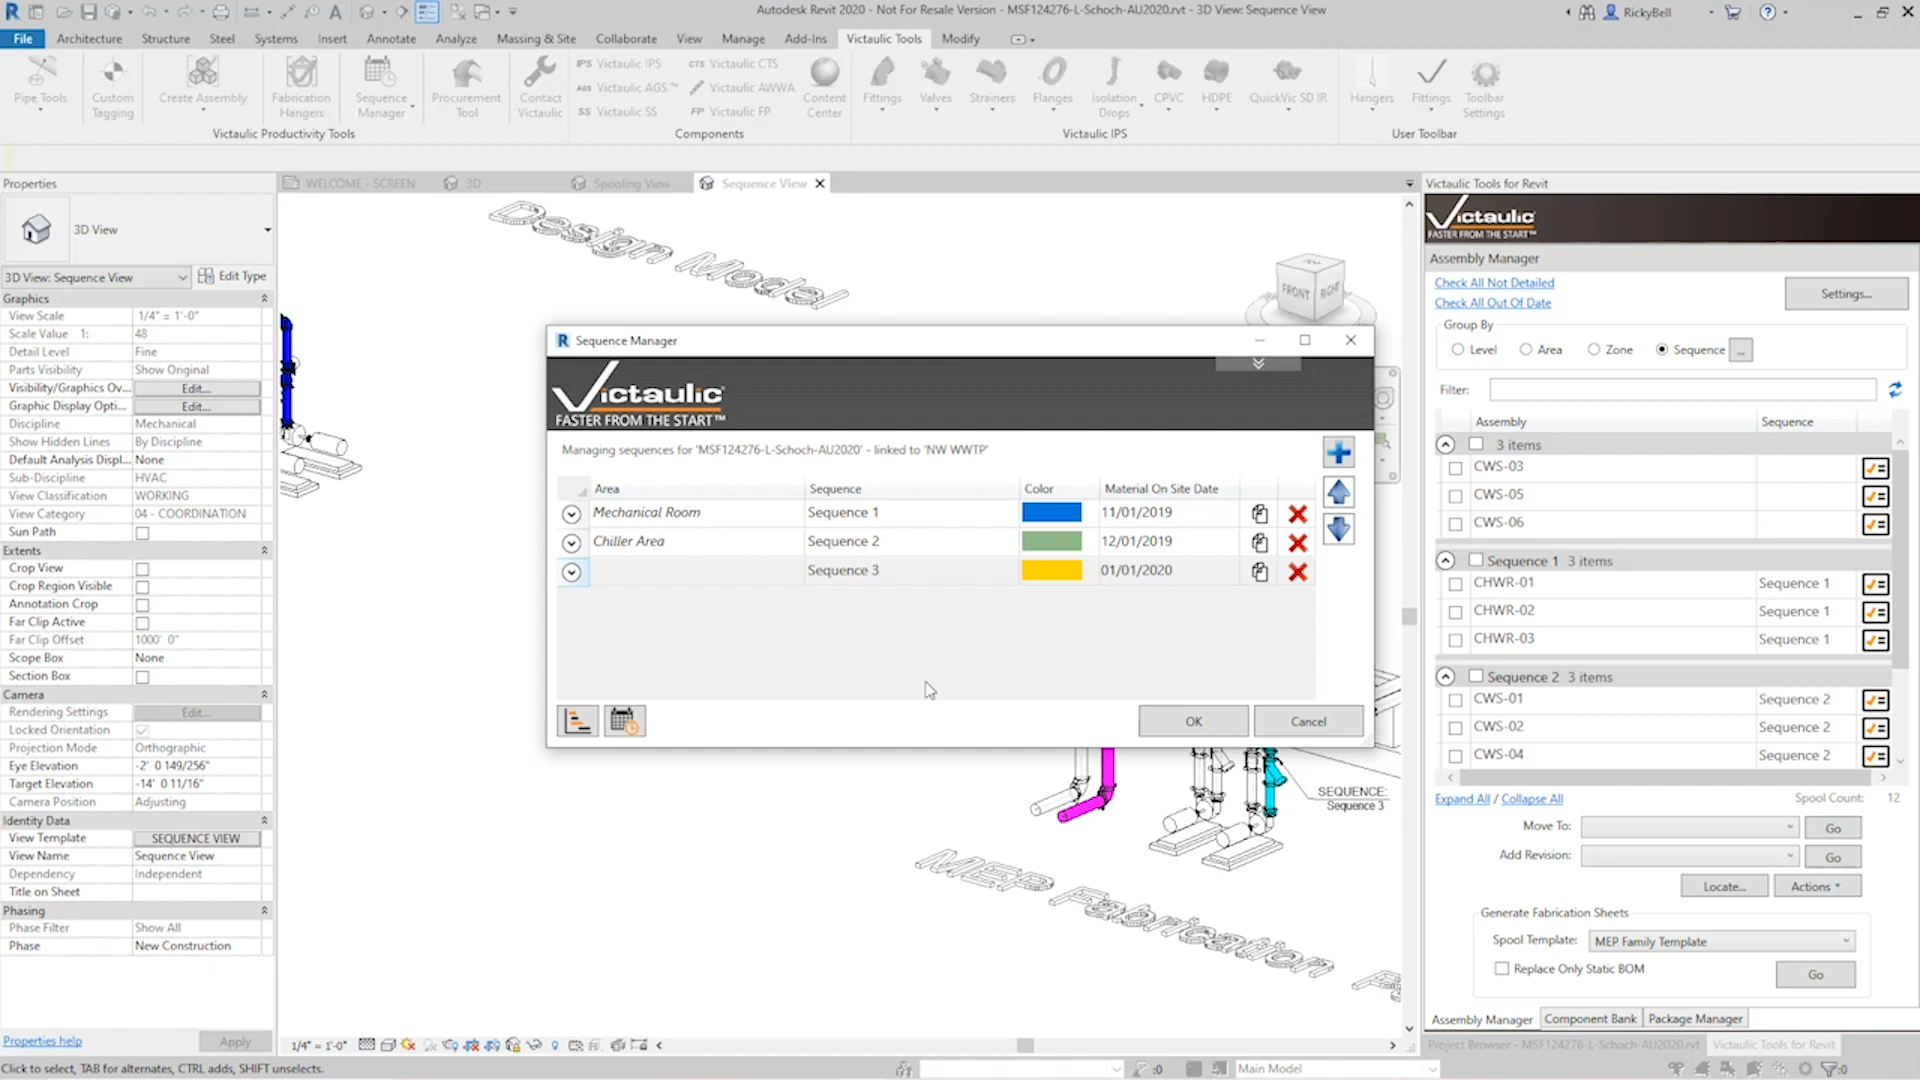 Autodesk Revit 2020 - Not For Resale Version - MSF124276-L-Schoch-AU2020.rvt - 3D View: Sequence View
RickyBell
File Architecture Structure Steel Systems Insert Annotate Analyze Massing & Site Collaborate View Manage Add-Ins Victaulic Tools Modify
Pipe Tools
Custom Tagging
Create Assembly
Fabrication Hangers
Sequence Manager
Procurement Tool
Contact Victaulic
IPS Victaulic IPS
AGS Victaulic AGS™
SS Victaulic SS
CTS Victaulic CTS
Victaulic AWWA
FP Victaulic FP
Content Center
Fittings
Valves
Strainers
Flanges
Isolation Drops
CPVC
HDPE
QuickVic SD IR
Hangers
Fittings
Toolbar Settings
Victaulic Productivity Tools
Components
Victaulic IPS
User Toolbar
Properties
3D View
3D View: Sequence View
Edit Type
Graphics
View Scale 1/4" = 1'-0"
Scale Value 1: 48
Detail Level Fine
Parts Visibility Show Original
Visibility/Graphics Ov... Edit...
Graphic Display Opti... Edit...
Discipline Mechanical
Show Hidden Lines By Discipline
Default Analysis Displ... None
Sub-Discipline HVAC
View Classification WORKING
View Category 04 - COORDINATION
Sun Path
Extents
Crop View
Crop Region Visible
Annotation Crop
Far Clip Active
Far Clip Offset 1000' 0"
Scope Box None
Section Box
Camera
Rendering Settings Edit...
Locked Orientation
Projection Mode Orthographic
Eye Elevation -2' 0 149/256"
Target Elevation -14' 0 11/16"
Camera Position Adjusting
Identity Data
View Template SEQUENCE VIEW
View Name Sequence View
Dependency Independent
Title on Sheet
Phasing
Phase Filter Show All
Phase New Construction
Properties help
Apply
WELCOME - SCREEN
3D
Spooling View
Sequence View
Design Model
FRONT
RIGHT
Sequence Manager
Victaulic
FASTER FROM THE START™
Managing sequences for 'MSF124276-L-Schoch-AU2020' - linked to 'NW WWTP'
Area Sequence Color Material On Site Date
Mechanical Room Sequence 1 11/01/2019
Chiller Area Sequence 2 12/01/2019
Sequence 3 01/01/2020
OK
Cancel
SEQUENCE:
Sequence 3
MEP Fabrication
1/4" = 1'-0"
Victaulic Tools for Revit
Victaulic
FASTER FROM THE START™
Assembly Manager
Check All Not Detailed
Check All Out Of Date
Settings...
Group By
Level
Area
Zone
Sequence
...
Filter:
Assembly Sequence
3 items
CWS-03
CWS-05
CWS-06
Sequence 1 3 items
CHWR-01 Sequence 1
CHWR-02 Sequence 1
CHWR-03 Sequence 1
Sequence 2 3 items
CWS-01 Sequence 2
CWS-02 Sequence 2
CWS-04 Sequence 2
Expand All / Collapse All
Spool Count: 12
Move To:
Go
Add Revision:
Go
Locate...
Actions
Generate Fabrication Sheets
Spool Template: MEP Family Template
Replace Only Static BOM
Go
Assembly Manager
Component Bank
Package Manager
Project Browser - MSF124276-L-Schoch-AU2020.rvt
Victaulic Tools for Revit
Click to select, TAB for alternates, CTRL adds, SHIFT unselects.
:0
Main Model
:0